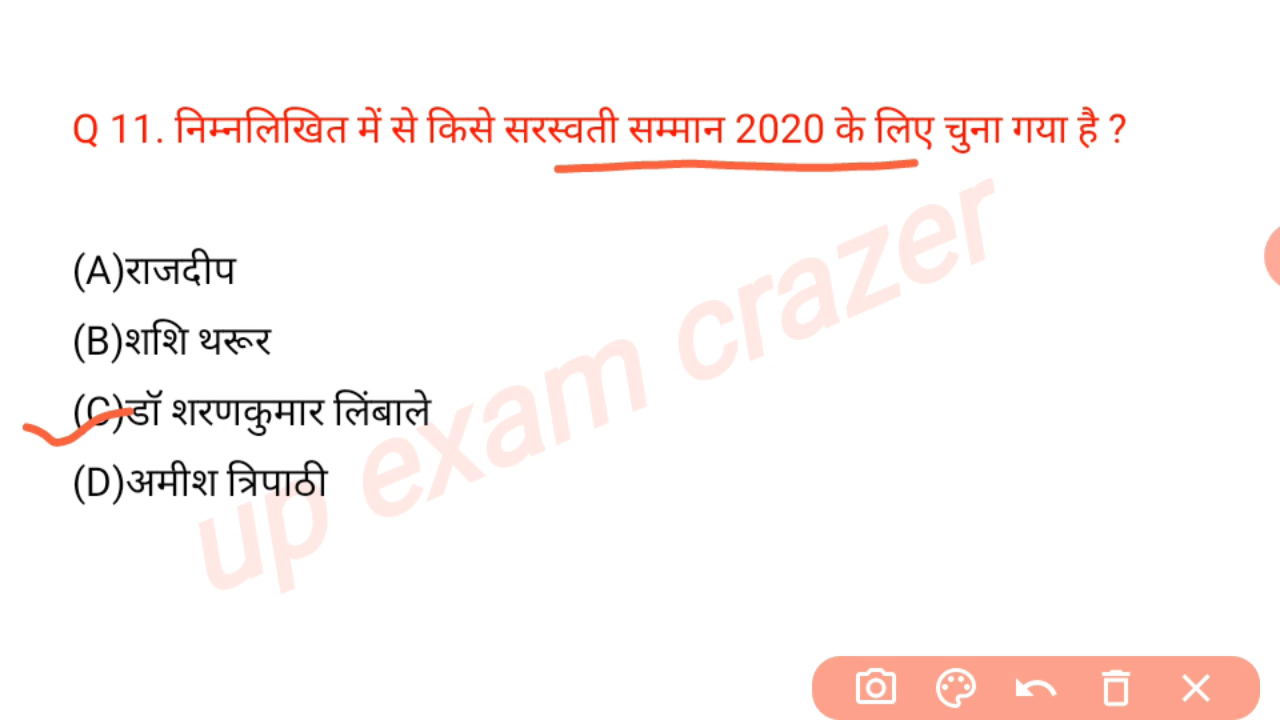 Q 11. निम्नलिखित में से किसे सरस्वती सम्मान 2020 के लिए चुना गया है ?
(A)राजदीप
(B)शशि थरूर
(C)डॉ शरणकुमार लिंबाले
(D)अमीश त्रिपाठी
up exam crazer